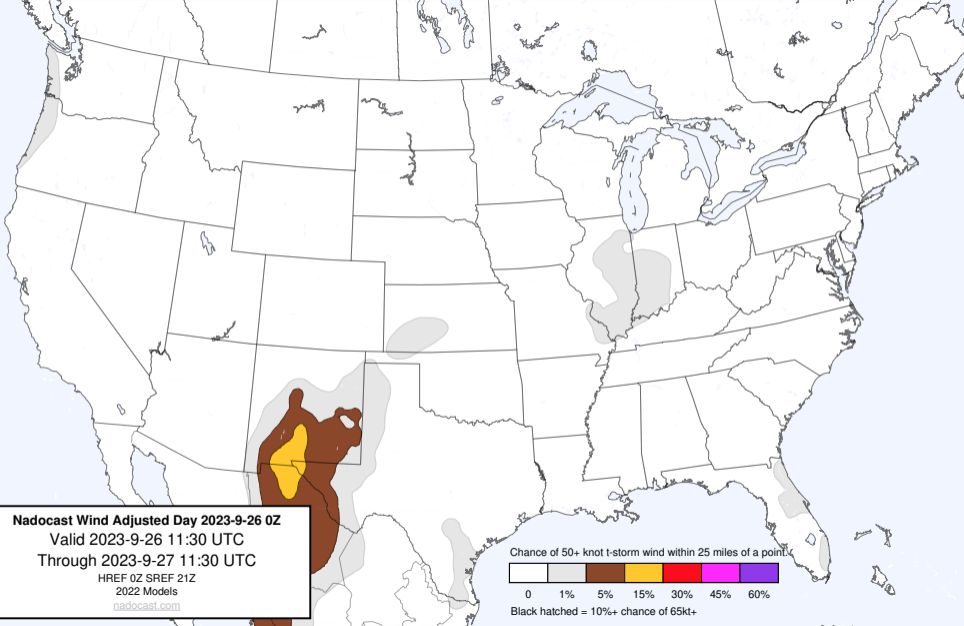 Nadocast Wind Adjusted Day 2023-9-26 0Z
Valid 2023-9-26 11:30 UTC
Through 2023-9-27 11:30 UTC
HREF 0Z SREF 21Z
2022 Models
nadocast.com
Chance of 50+ knot t-storm wind within 25 miles of a point.
0 1% 5% 15% 30% 45% 60%
Black hatched = 10%+ chance of 65kt+